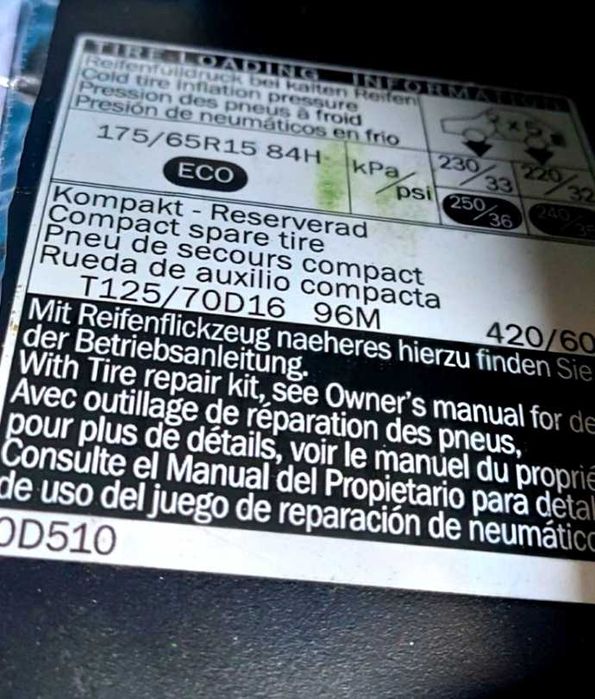 TIRE LOADING INFORMATION
Reifenfülldruck bei kalten Reifen
Cold tire inflation pressure
Pression des pneus à froid
Presión de neumáticos en frio
× 5
175/65R15 84H
kPa/psi
230/33
220/32
ECO
250/36
240/35
Kompakt - Reserverad
Compact spare tire
Pneu de secours compact
Rueda de auxilio compacta
T125/70D16 96M
420/60
Mit Reifenflickzeug naeheres hierzu finden Sie
der Betriebsanleitung.
With Tire repair kit, see Owner's manual for de
Avec outillage de réparation des pneus,
pour plus de détails, voir le manuel du proprié
Consulte el Manual del Propietario para detal
de uso del juego de reparación de neumático
0D510